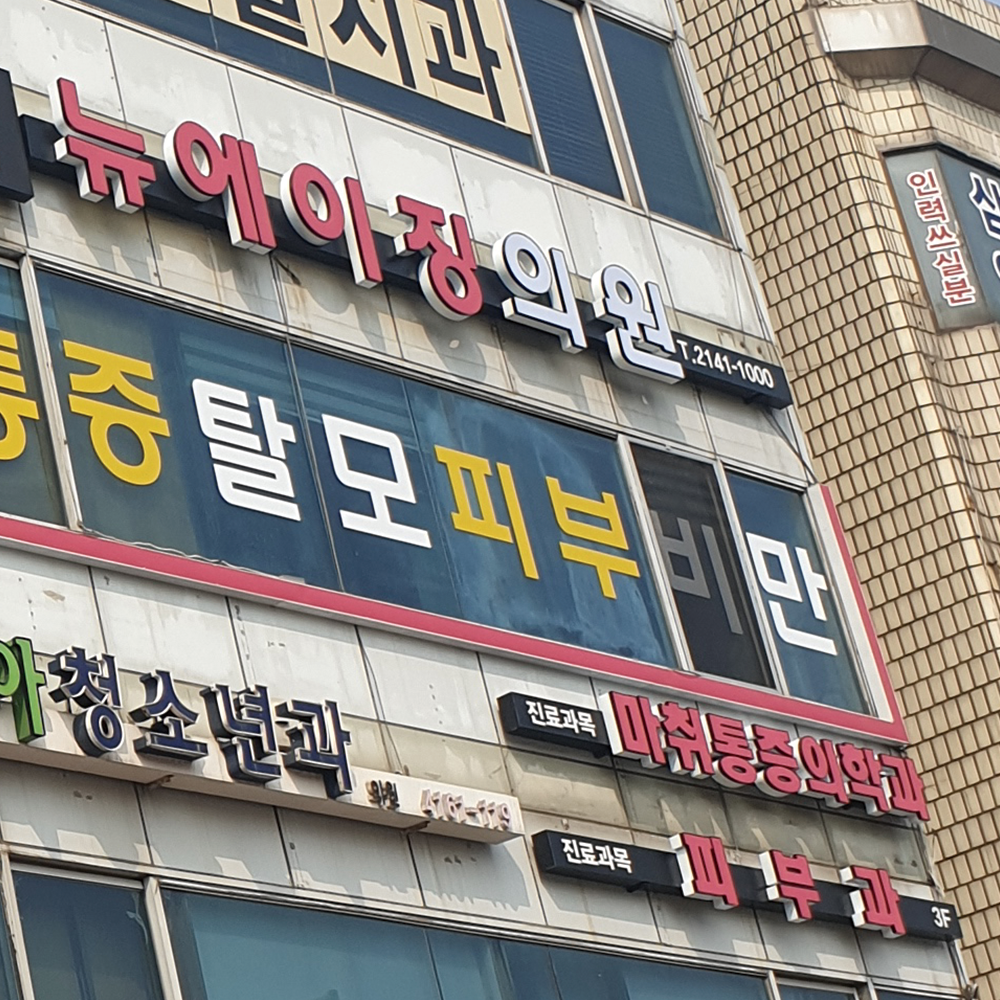 과
뉴에이징의원
T.2141-1000
통증 탈모 피부 비만
아청소년과
의원
진료과목 마취통증의학과
진료과목 피부과 3F
인력쓰실분